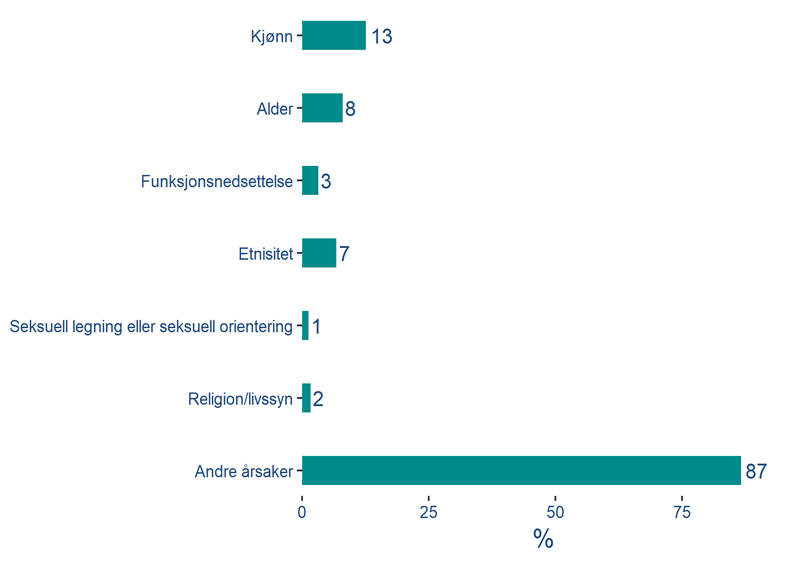 Kjønn 13
Alder 8
Funksjonsnedsettelse 3
Etnisitet 7
Seksuell legning eller seksuell orientering 1
Religion/livssyn 2
Andre årsaker 87
0 25 50 75
%